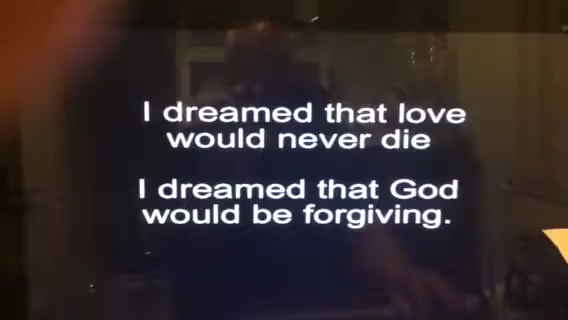 I dreamed that love
would never die
I dreamed that God
would be forgiving.